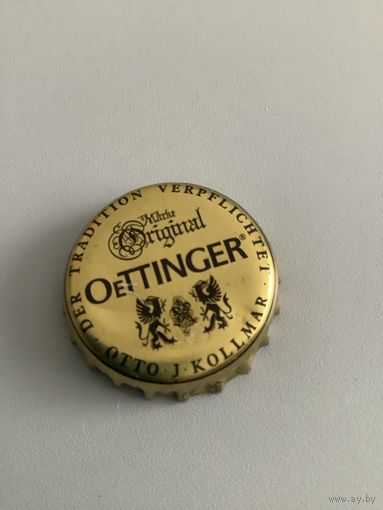 DER TRADITION VERPFLICHTET
Marke
Original
OETTINGER®
· OTTO · J · KOLLMAR ·
www.ay.by